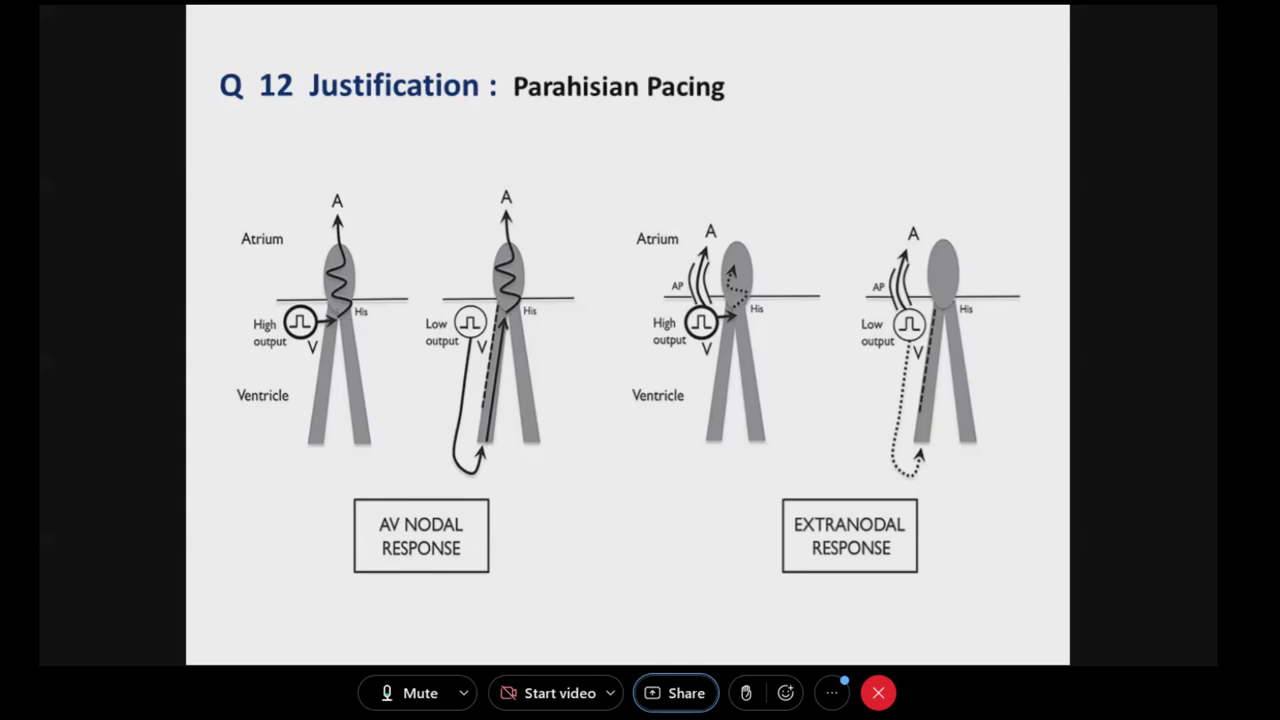 Q 12 Justification : Parahisian Pacing
A
Atrium
High
output
V
His
Ventricle
A
Low
output
V
His
AV NODAL
RESPONSE
A
Atrium
AP
High
output
V
His
Ventricle
A
AP
Low
output
V
His
EXTRANODAL
RESPONSE
Mute
Start video
Share